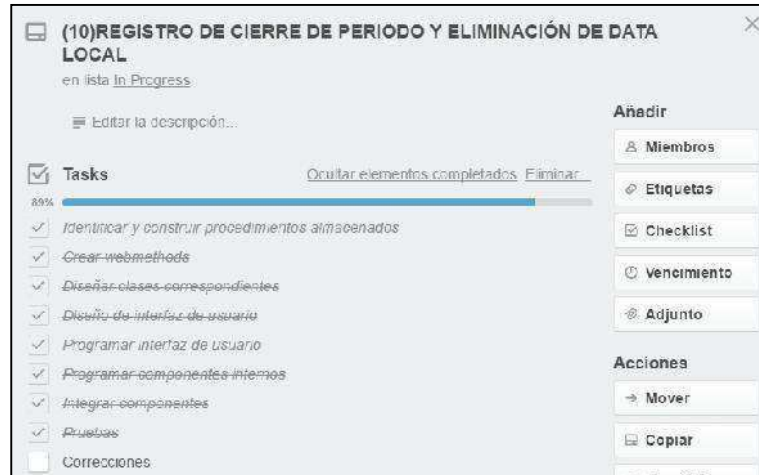 (10)REGISTRO DE CIERRE DE PERIODO Y ELIMINACIÓN DE DATA
LOCAL
en lista In Progress
Editar la descripción...
Tasks
Ocultar elementos completados Eliminar...
89%
Identificar y construir procedimientos almacenados
Crear webmethods
Diseñar clases correspondientes
Diseño de interfaz de usuario
Programar interfaz de usuario
Programar componentes internos
Integrar componentes
Pruebas
Correcciones
Añadir
Miembros
Etiquetas
Checklist
Vencimiento
Adjunto
Acciones
Mover
Copiar